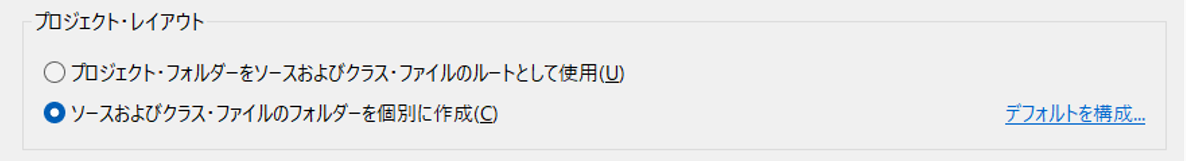 プロジェクト・レイアウト
プロジェクト・フォルダーをソースおよびクラス・ファイルのルートとして使用(U)
ソースおよびクラス・ファイルのフォルダーを個別に作成(C)
デフォルトを構成...